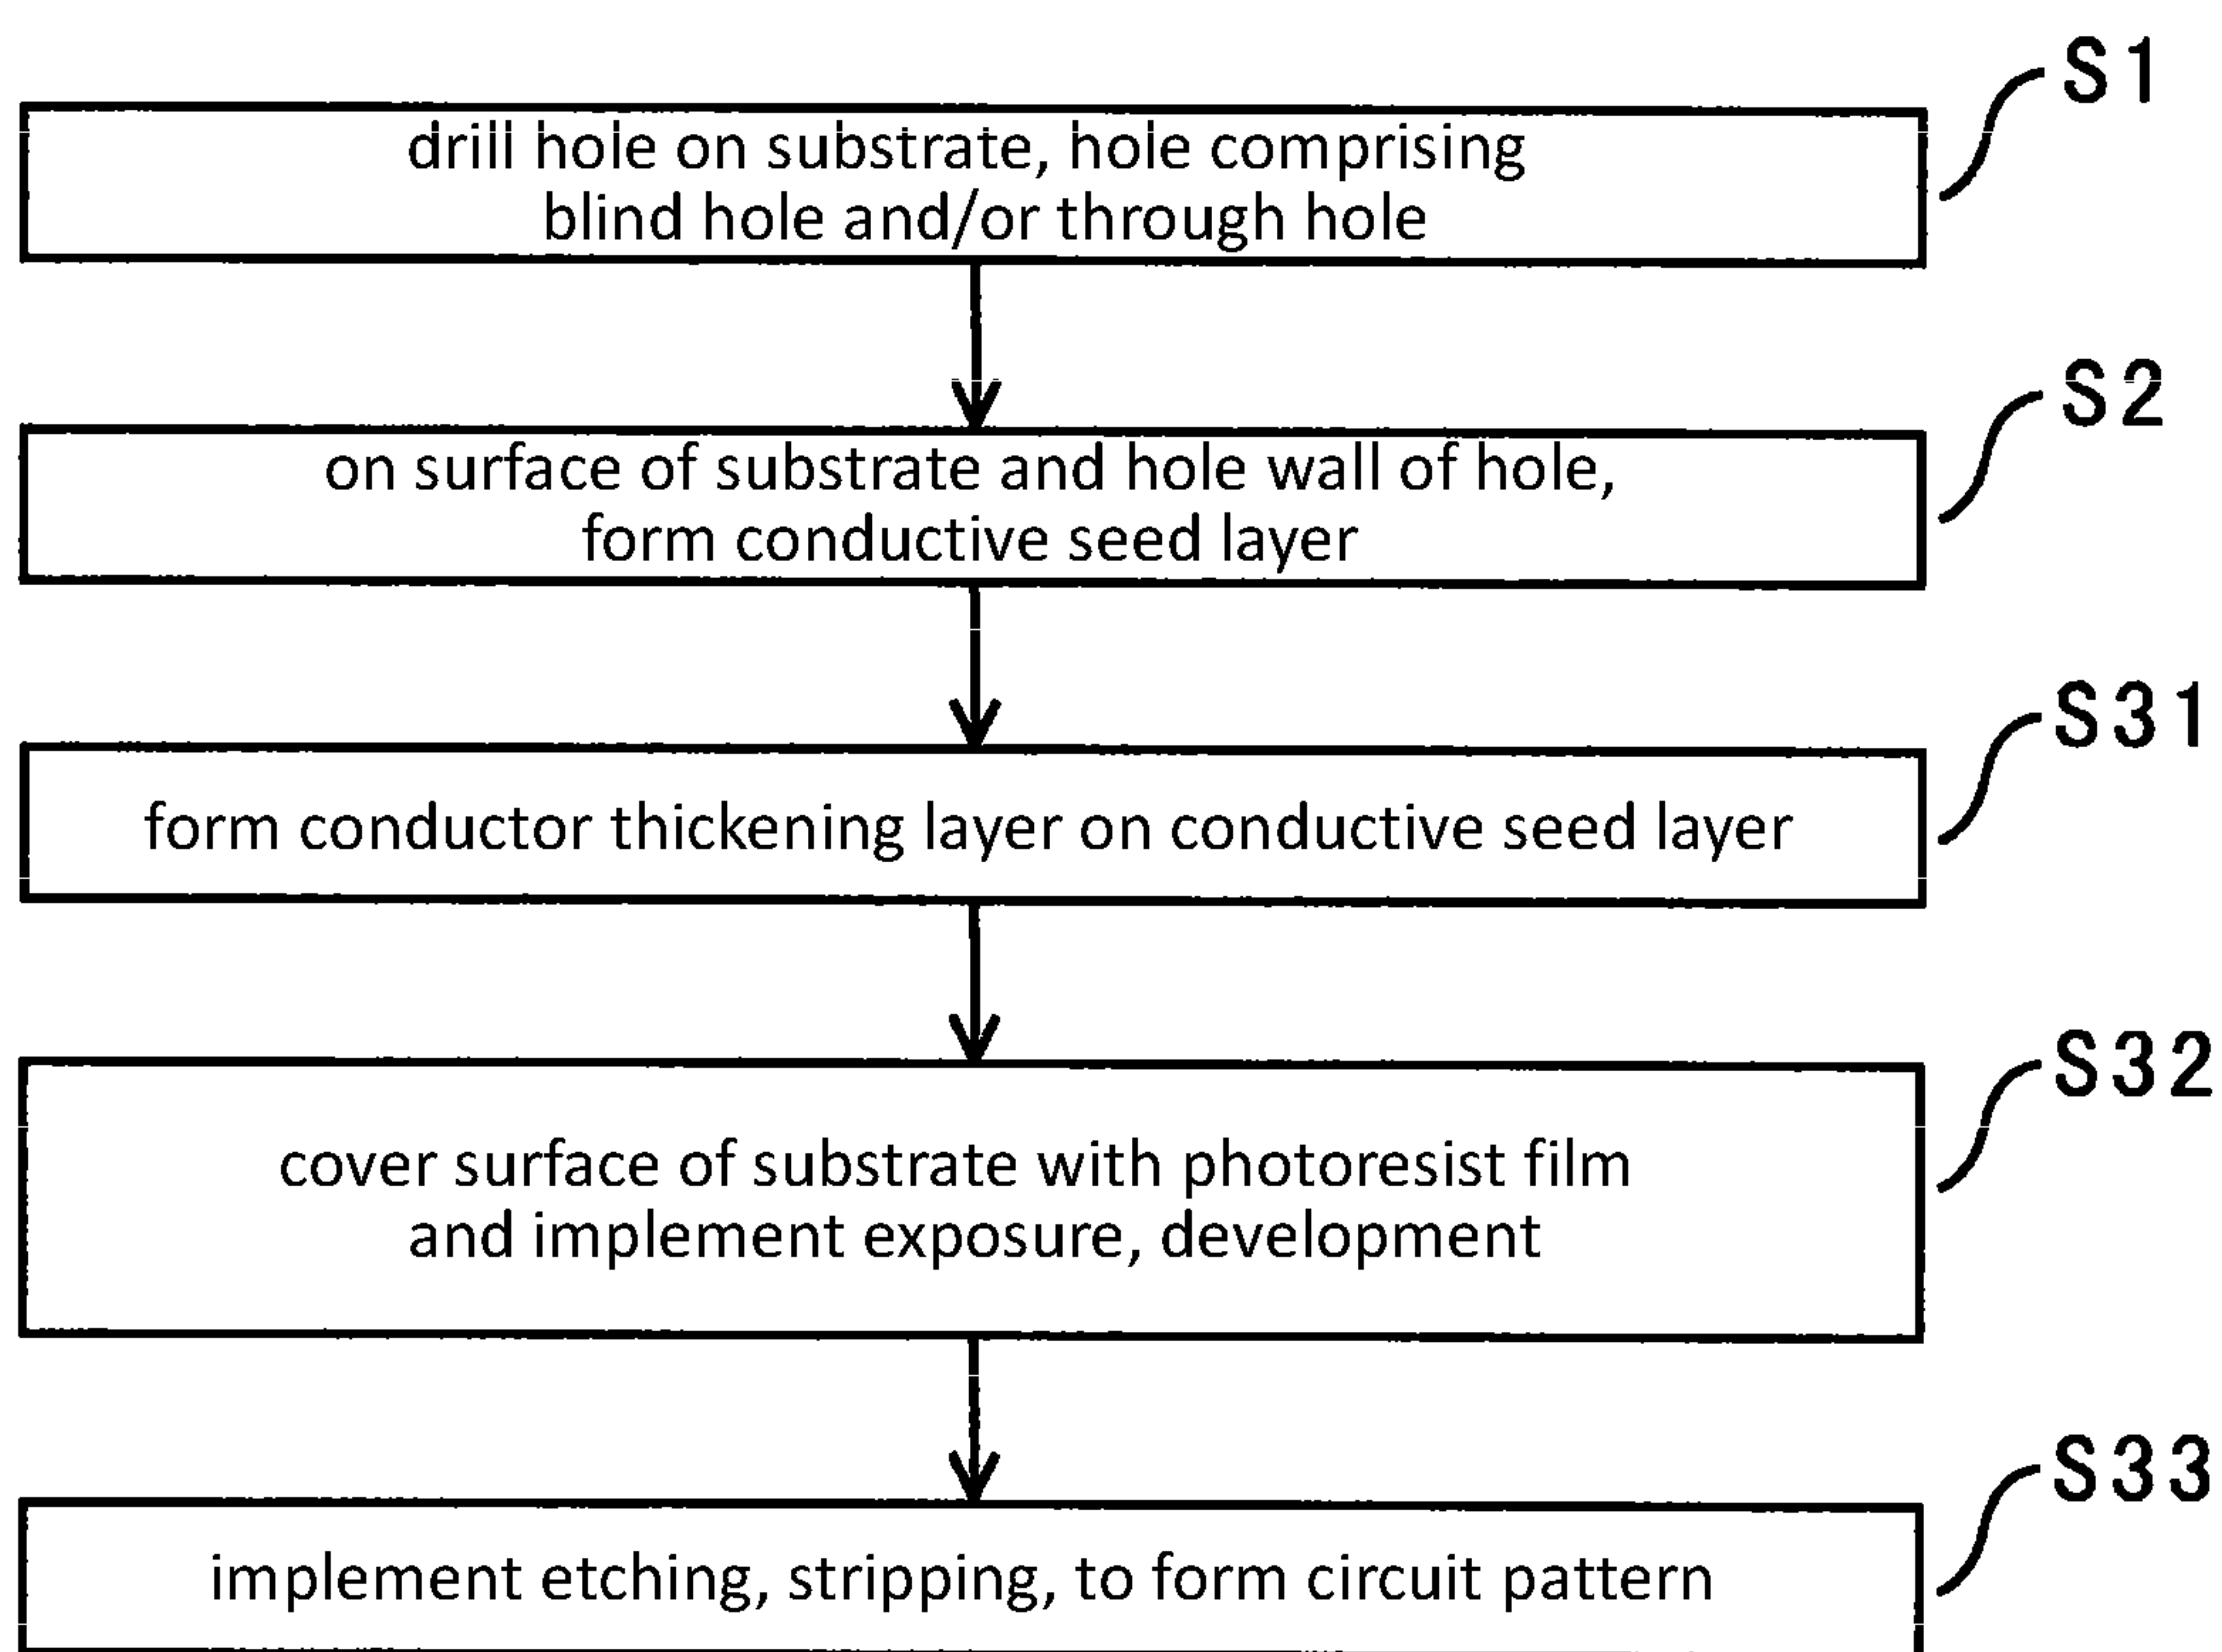 S1
drill hole on substrate, hole comprising
blind hole and/or through hole
S2
on surface of substrate and hole wall of hole,
form conductive seed layer
S31
form conductor thickening layer on conductive seed layer
S32
cover surface of substrate with photoresist film
and implement exposure, development
S33
implement etching, stripping, to form circuit pattern